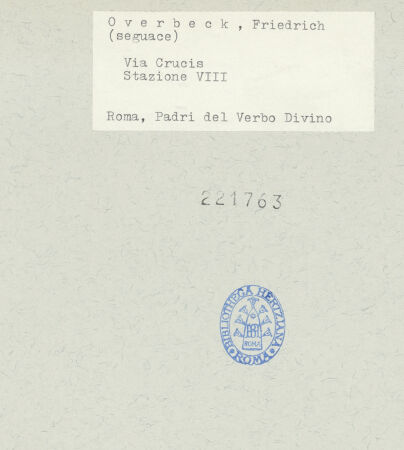 O v e r b e c k , Friedrich
(seguace)
Via Crucis
Stazione VIII
Roma, Padri del Verbo Divino
221763
BIBLIOTHECA HERTZIANA
ROMA
ROMA